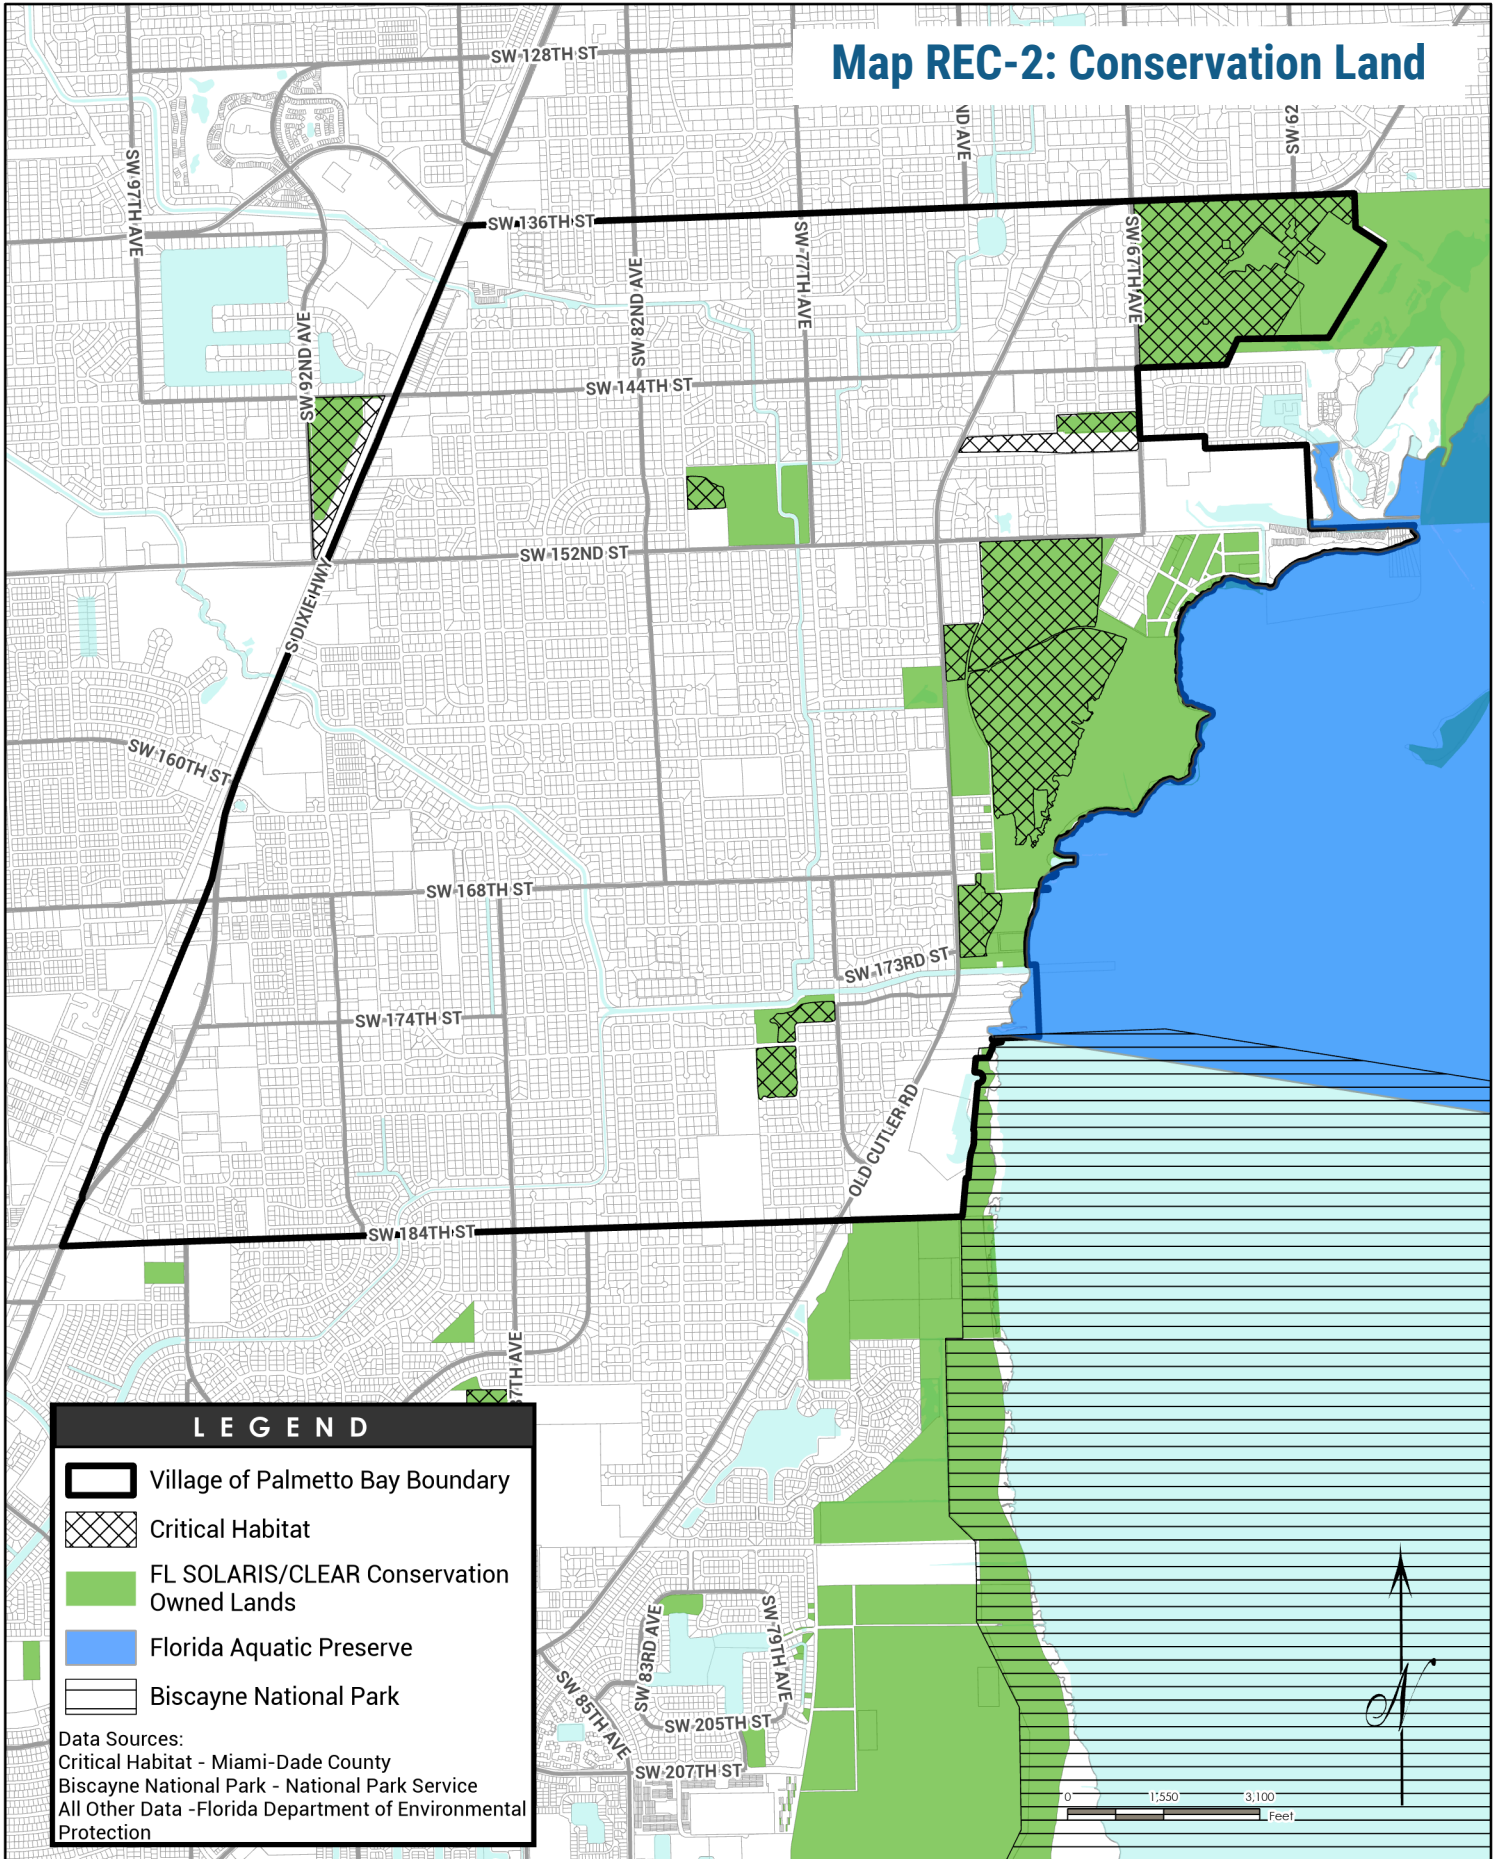 Map REC-2: Conservation Land
SW 128TH ST
ND AVE
SW 62
SW 97TH AVE
SW 136TH ST
SW 77TH AVE
SW 67TH AVE
SW 82ND AVE
SW 92ND AVE
SW 144TH ST
SW 152ND ST
S DIXIE HWY
SW 160TH ST
SW 168TH ST
SW 173RD ST
SW 174TH ST
OLD CUTLER RD
SW 184TH ST
7TH AVE
SW 83RD AVE
SW 79TH AVE
SW 85TH AVE
SW 205TH ST
SW 207TH ST
LEGEND
Village of Palmetto Bay Boundary
Critical Habitat
FL SOLARIS/CLEAR Conservation
Owned Lands
Florida Aquatic Preserve
Biscayne National Park
Data Sources:
Critical Habitat - Miami-Dade County
Biscayne National Park - National Park Service
All Other Data -Florida Department of Environmental
Protection
N
0 1,550 3,100
Feet